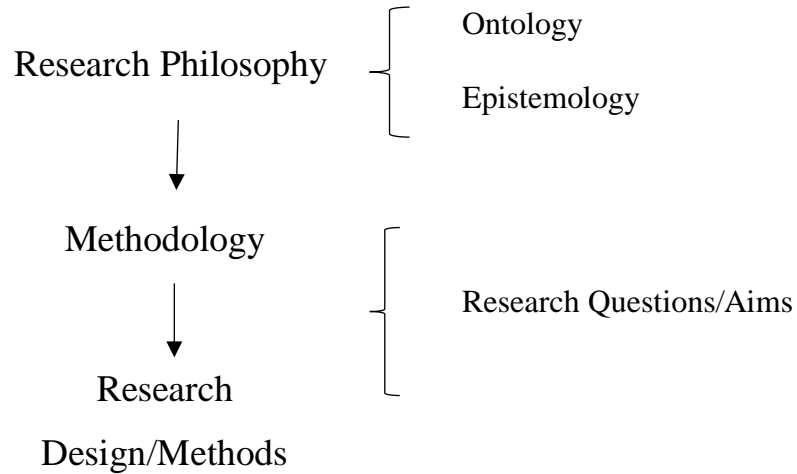 Ontology
Research Philosophy
Epistemology
Methodology
Research Questions/Aims
Research
Design/Methods